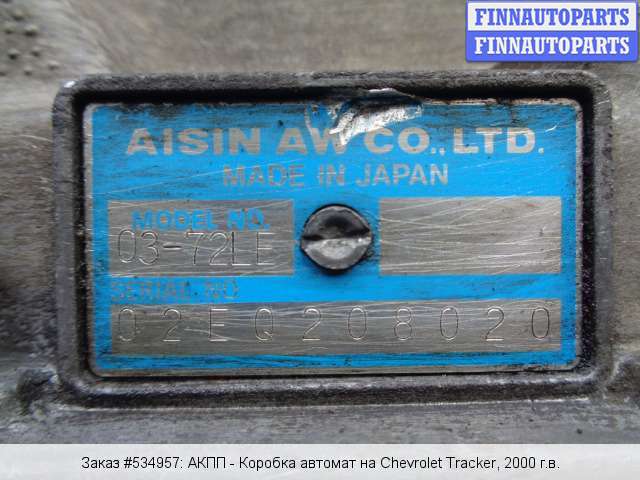 FINNAUTOPARTS
FINNAUTOPARTS
AISIN AW CO., LTD.
MADE IN JAPAN
MODEL NO.
03-72LE
SERIAL NO
02EQ208020
Заказ #534957: АКПП - Коробка автомат на Chevrolet Tracker, 2000 г.в.